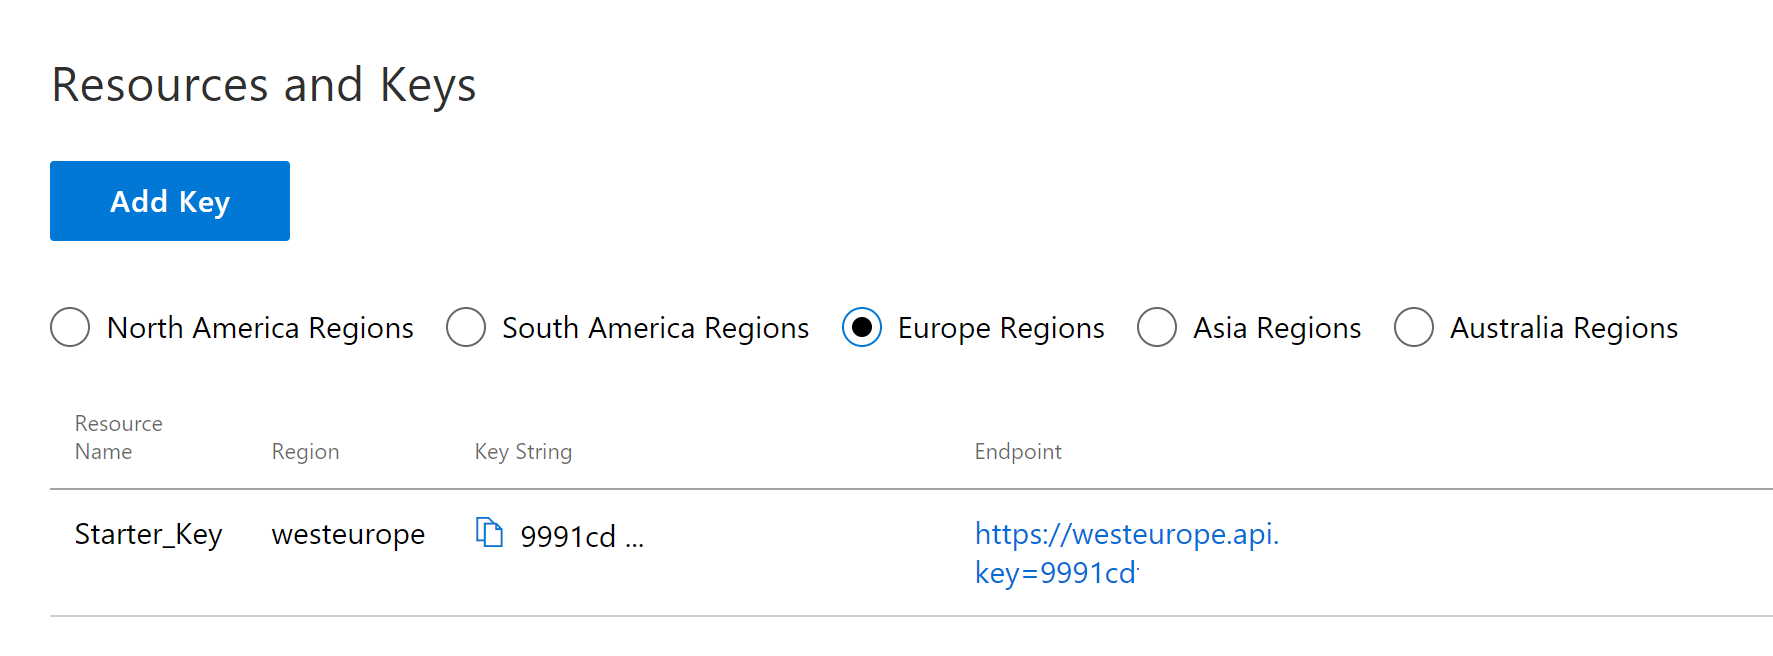 Resources and Keys
Add Key
North America Regions South America Regions Europe Regions Asia Regions Australia Regions
Resource
Name Region Key String Endpoint
Starter_Key westeurope 9991cd ... https://westeurope.api.
key=9991cd